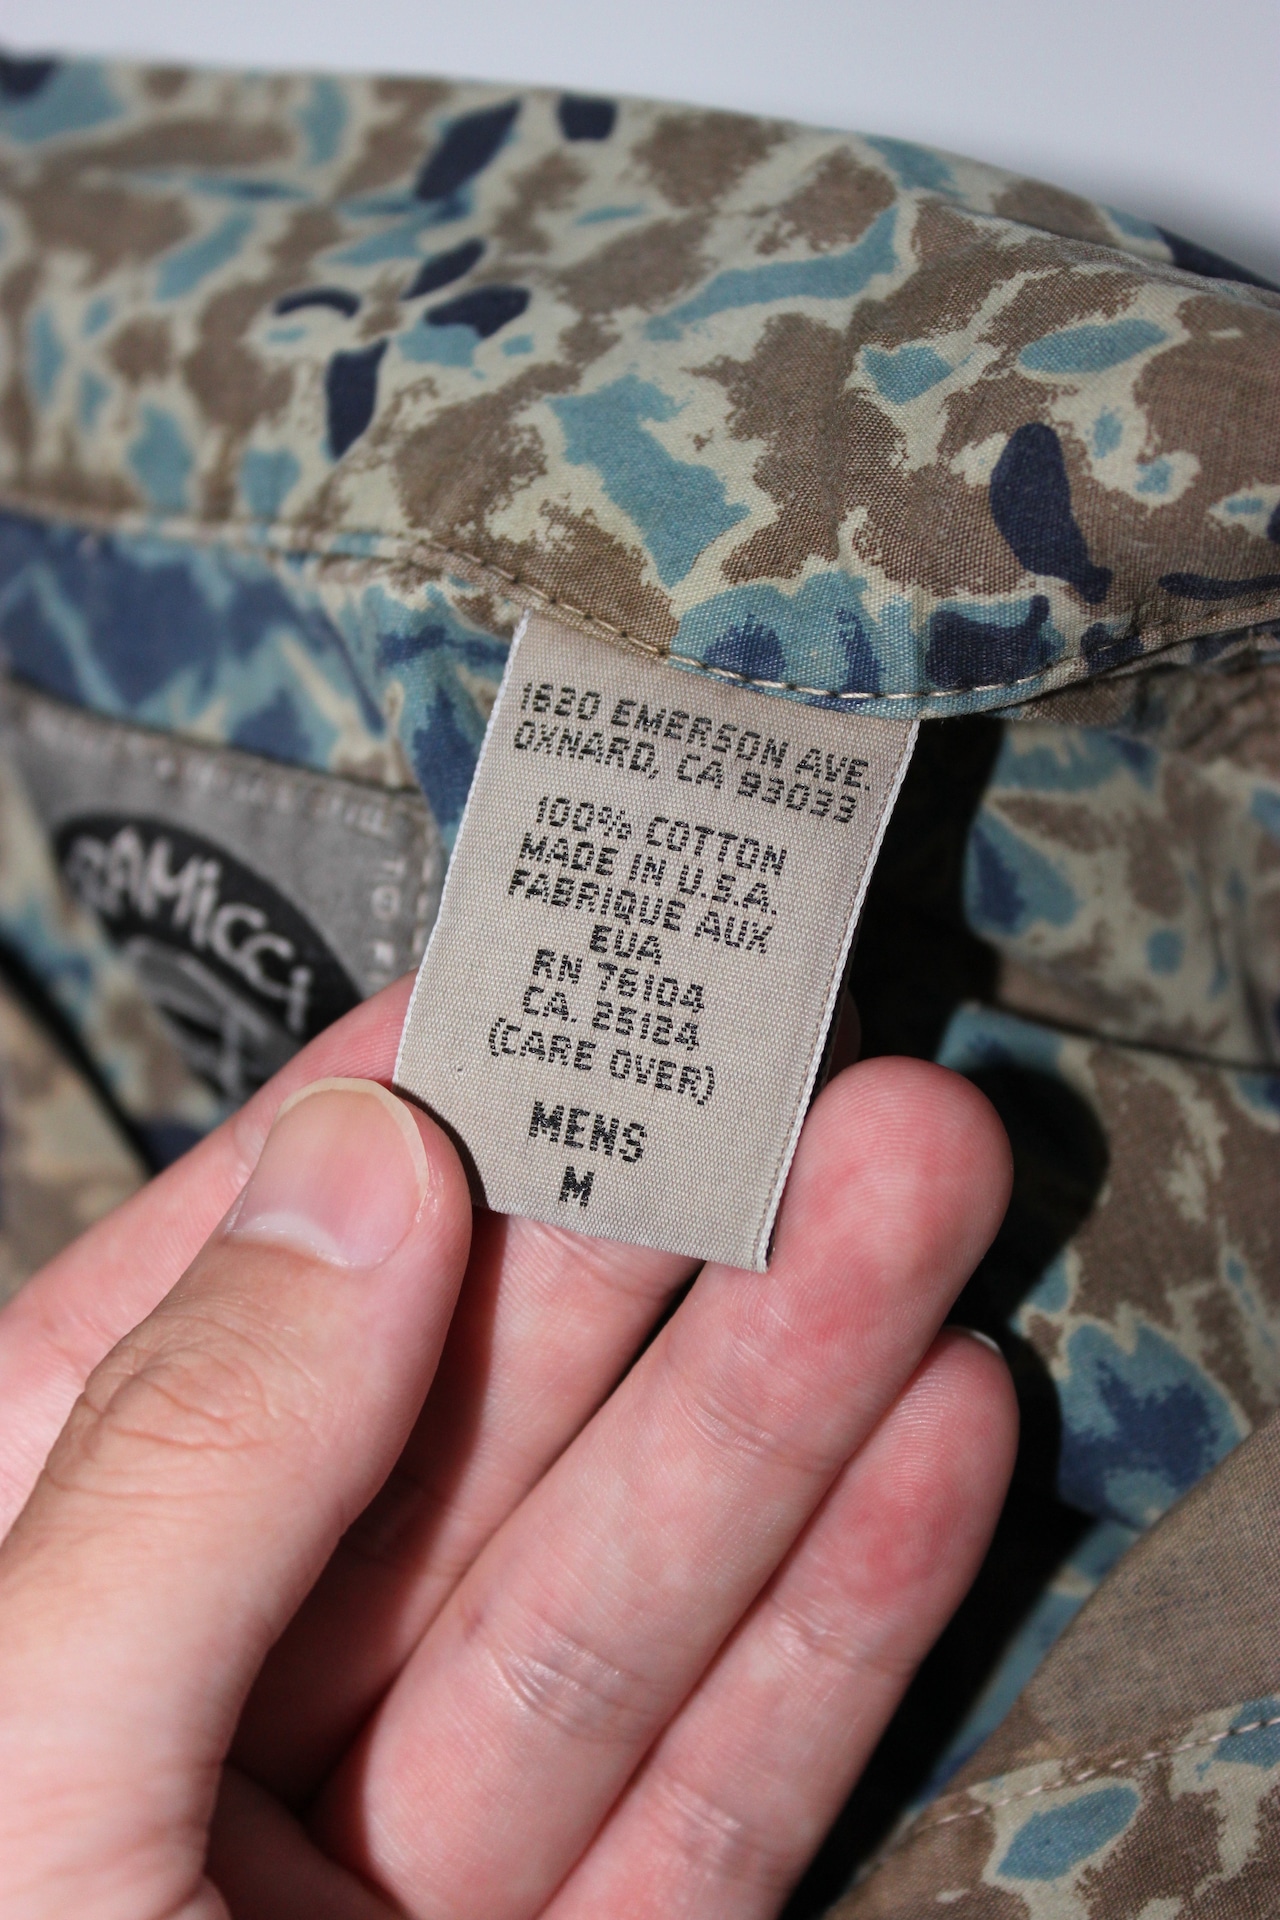 1620 EMERSON AVE.
OXNARD, CA 93033
100% COTTON
MADE IN U.S.A.
FABRIQUE AUX
EUA
RN 76104
CA. 25124
(CARE OVER)
MENS
M
GRAMiCCi